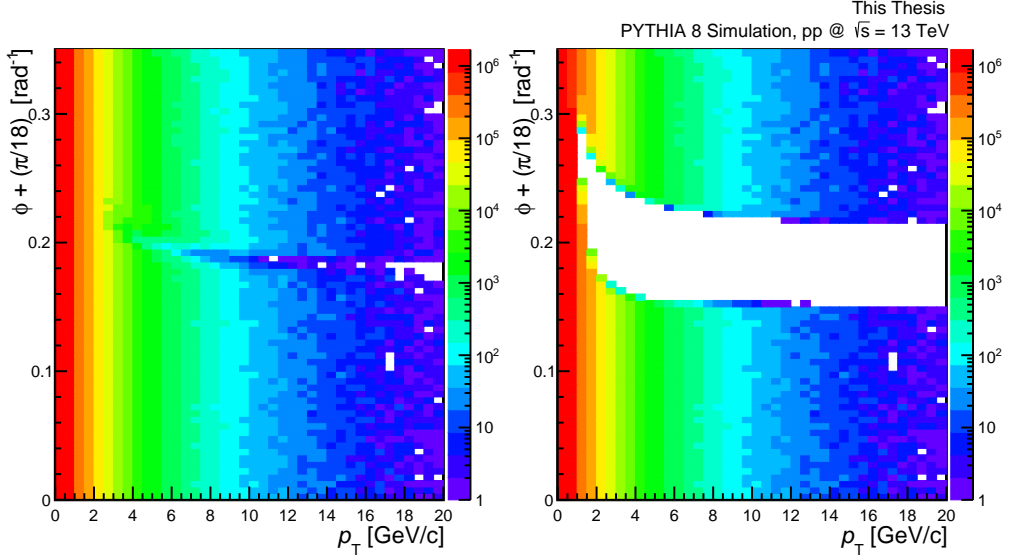 This Thesis
PYTHIA 8 Simulation, pp @ √s = 13 TeV
ϕ + (π/18) [rad⁻¹]
0.3
0.2
0.1
0
0 2 4 6 8 10 12 14 16 18 20
p_T [GeV/c]
10⁶
10⁵
10⁴
10³
10²
10
1
ϕ + (π/18) [rad⁻¹]
0.3
0.2
0.1
0
0 2 4 6 8 10 12 14 16 18 20
p_T [GeV/c]
10⁶
10⁵
10⁴
10³
10²
10
1